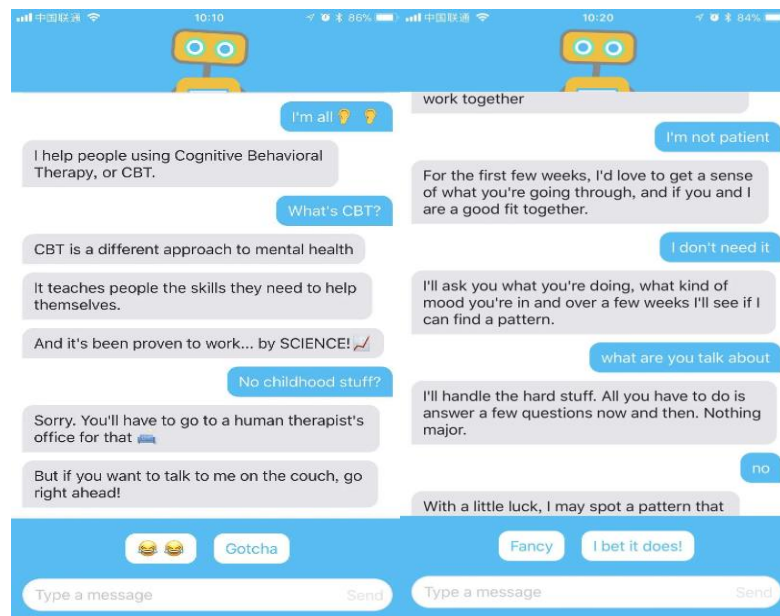 中国联通
10:10
86%
I'm all 👂 👂
I help people using Cognitive Behavioral
Therapy, or CBT.
What's CBT?
CBT is a different approach to mental health
It teaches people the skills they need to help
themselves.
And it's been proven to work... by SCIENCE! 📈
No childhood stuff?
Sorry. You'll have to go to a human therapist's
office for that 🛋️
But if you want to talk to me on the couch, go
right ahead!
😂 😂
Gotcha
Type a message
Send
中国联通
10:20
84%
work together
I'm not patient
For the first few weeks, I'd love to get a sense
of what you're going through, and if you and I
are a good fit together.
I don't need it
I'll ask you what you're doing, what kind of
mood you're in and over a few weeks I'll see if I
can find a pattern.
what are you talk about
I'll handle the hard stuff. All you have to do is
answer a few questions now and then. Nothing
major.
no
With a little luck, I may spot a pattern that
Fancy
I bet it does!
Type a message
Send